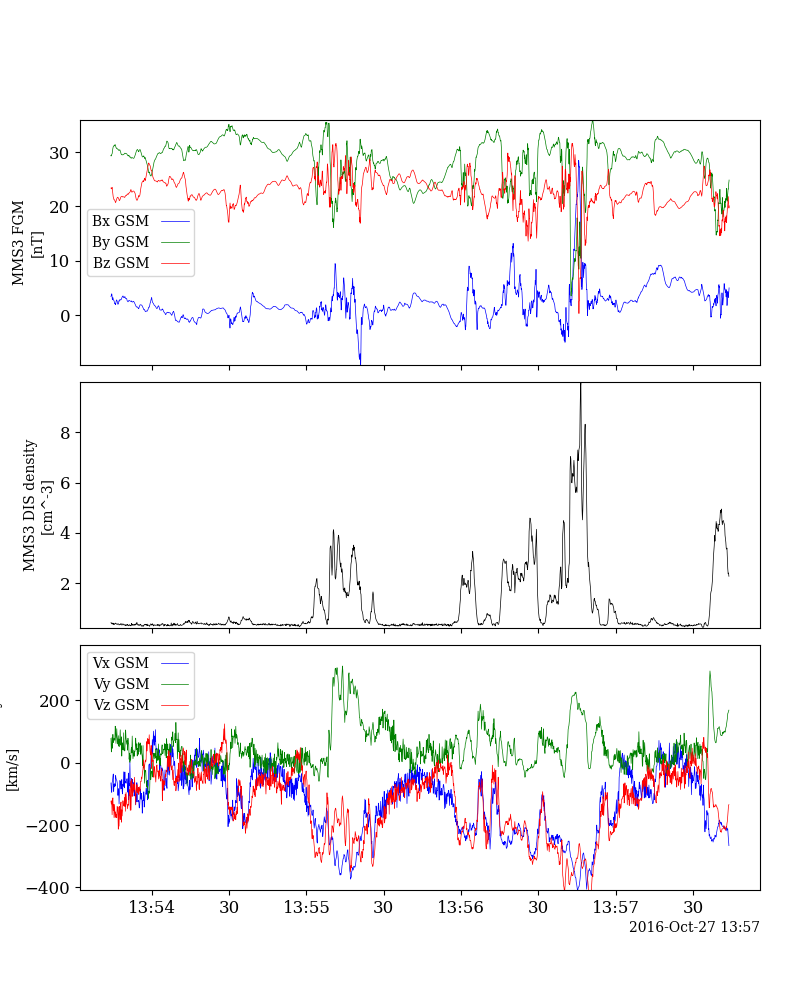 MMS3 FGM
[nT]
30
20
10
0
Bx GSM
By GSM
Bz GSM
MMS3 DIS density
[cm^-3]
8
6
4
2
Vx GSM
Vy GSM
Vz GSM
[km/s]
200
0
−200
−400
13:54
30
13:55
30
13:56
30
13:57
30
2016-Oct-27 13:57